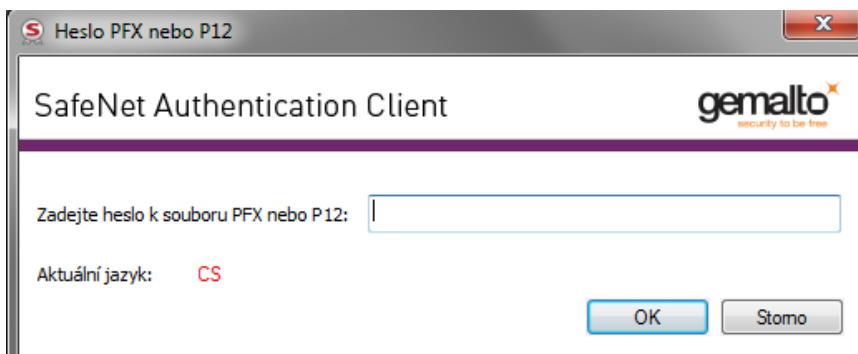 Heslo PFX nebo P12
SafeNet Authentication Client
gemalto
security to be free
Zadejte heslo k souboru PFX nebo P12:
Aktuální jazyk: CS
OK Storno